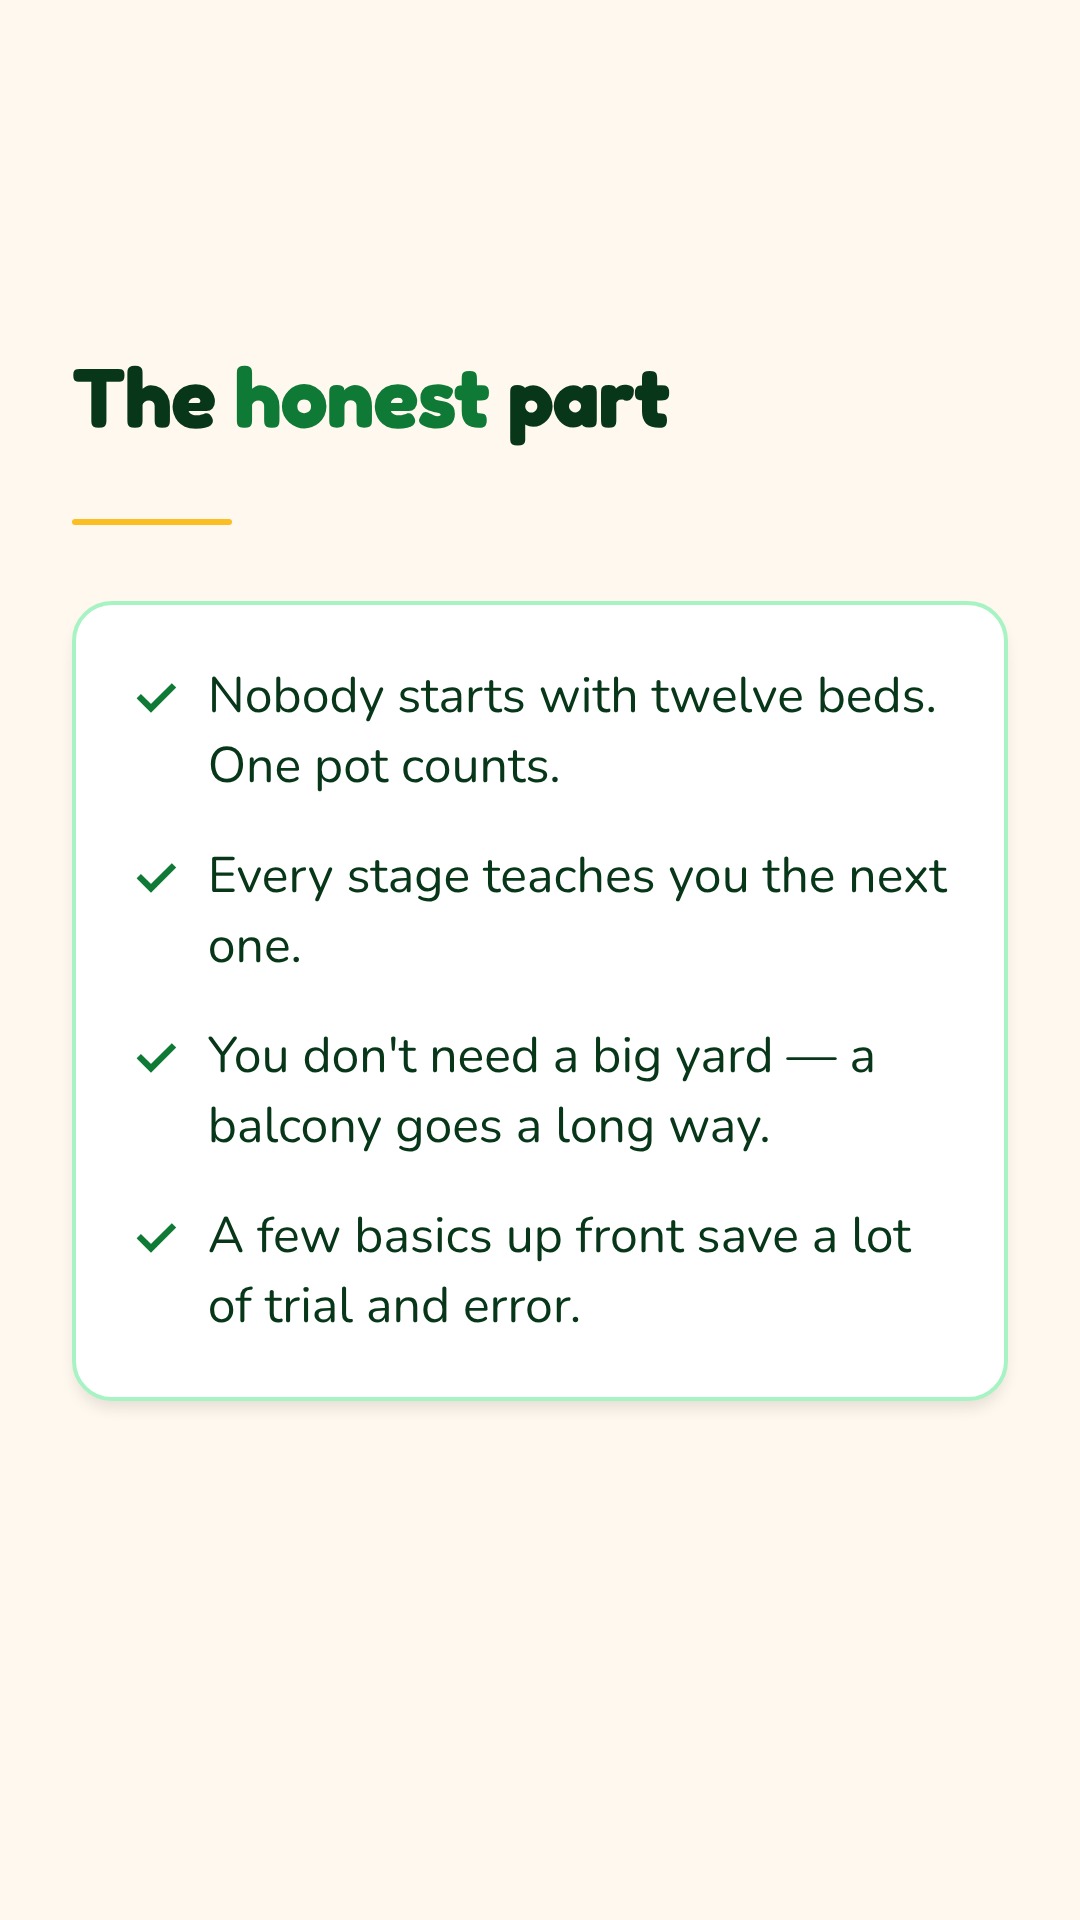 The honest part
Nobody starts with twelve beds.
One pot counts.
Every stage teaches you the next
one.
You don't need a big yard — a
balcony goes a long way.
A few basics up front save a lot
of trial and error.